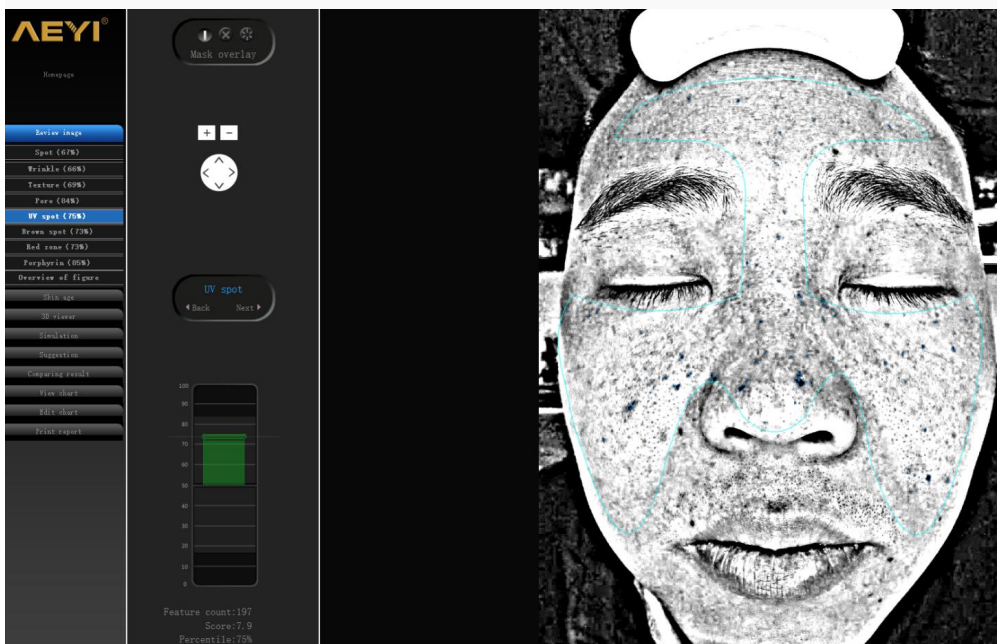 AEYI®
Homepage
Review image
Spot (67%)
Wrinkle (66%)
Texture (69%)
Pore (84%)
UV spot (75%)
Brown spot (73%)
Red zone (73%)
Porphyrin (85%)
Overview of figure
Skin age
3D viewer
Simulation
Suggestion
Comparing result
View chart
Edit chart
Print report
Mask overlay
+ −
UV spot
Back Next
100
90
80
70
60
50
40
30
20
10
0
Feature count:197
Score:7.9
Percentile:75%